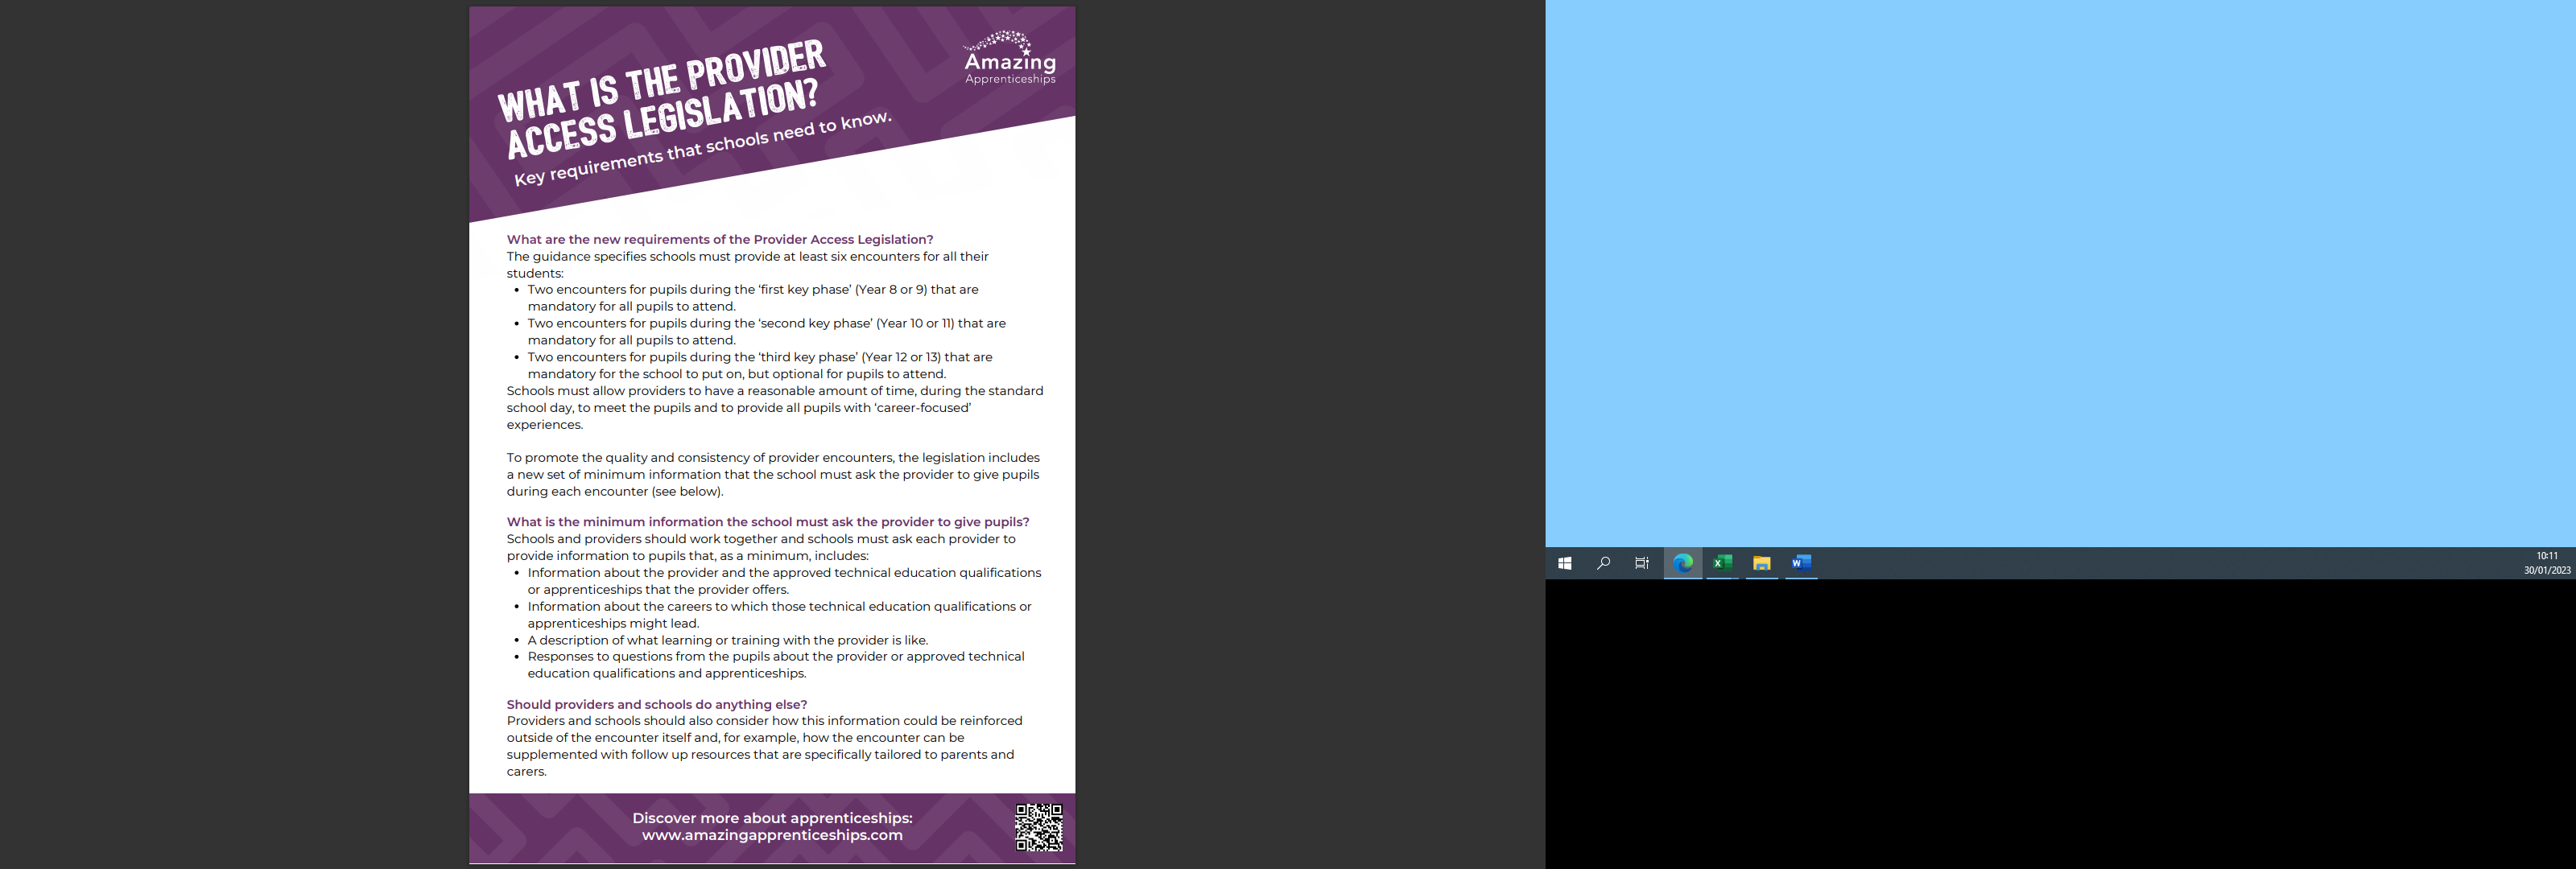 WHAT IS THE PROVIDER
ACCESS LEGISLATION?
Key requirements that schools need to know.
Amazing
Apprenticeships
What are the new requirements of the Provider Access Legislation?
The guidance specifies schools must provide at least six encounters for all their
students:
• Two encounters for pupils during the ‘first key phase’ (Year 8 or 9) that are
mandatory for all pupils to attend.
• Two encounters for pupils during the ‘second key phase’ (Year 10 or 11) that are
mandatory for all pupils to attend.
• Two encounters for pupils during the ‘third key phase’ (Year 12 or 13) that are
mandatory for the school to put on, but optional for pupils to attend.
Schools must allow providers to have a reasonable amount of time, during the standard
school day, to meet the pupils and to provide all pupils with ‘career-focused’
experiences.
To promote the quality and consistency of provider encounters, the legislation includes
a new set of minimum information that the school must ask the provider to give pupils
during each encounter (see below).
What is the minimum information the school must ask the provider to give pupils?
Schools and providers should work together and schools must ask each provider to
provide information to pupils that, as a minimum, includes:
• Information about the provider and the approved technical education qualifications
or apprenticeships that the provider offers.
• Information about the careers to which those technical education qualifications or
apprenticeships might lead.
• A description of what learning or training with the provider is like.
• Responses to questions from the pupils about the provider or approved technical
education qualifications and apprenticeships.
Should providers and schools do anything else?
Providers and schools should also consider how this information could be reinforced
outside of the encounter itself and, for example, how the encounter can be
supplemented with follow up resources that are specifically tailored to parents and
carers.
Discover more about apprenticeships:
www.amazingapprenticeships.com
X
W
10:11
30/01/2023